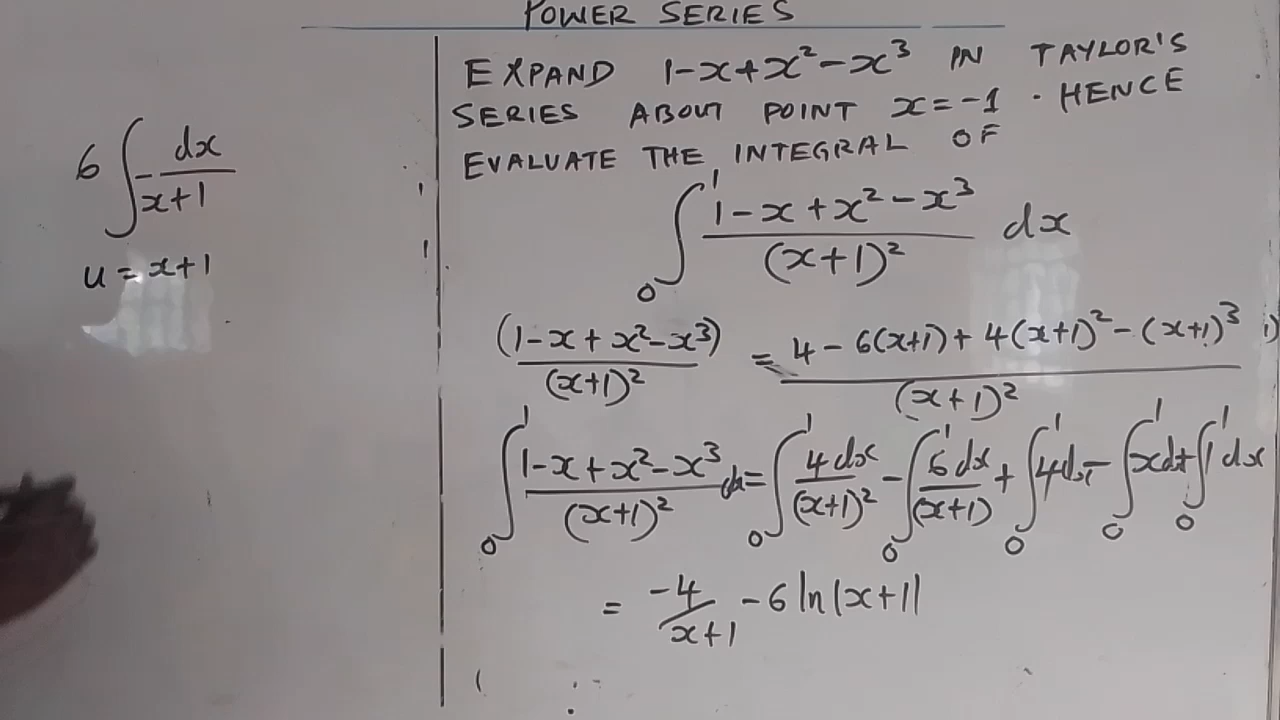 POWER SERIES
EXPAND 1-x+x²-x³ IN TAYLOR'S
SERIES ABOUT POINT x=-1 . HENCE
EVALUATE THE INTEGRAL OF
∫₀¹ (1-x+x²-x³)/(x+1)² dx
(1-x+x²-x³)/(x+1)² = (4-6(x+1)+4(x+1)²-(x+1)³)/(x+1)²
∫₀¹ (1-x+x²-x³)/(x+1)² dx = ∫₀¹ 4dx/(x+1)² - ∫₀¹ 6dx/(x+1) + ∫₀¹ 4dx - ∫₀¹ xdx + ∫₀¹ 1dx
= -4/(x+1) - 6 ln|x+1|
6 ∫ dx/(x+1)
u = x+1